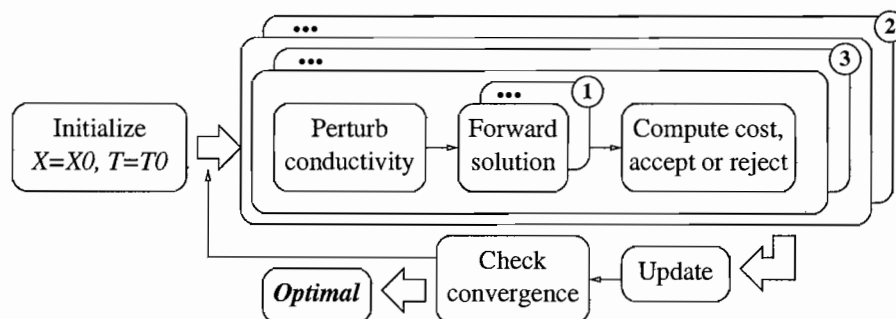 ••• 2
••• 3
••• 1
Initialize
X=X0, T=T0
Perturb
conductivity
Forward
solution
Compute cost,
accept or reject
Check
convergence
Update
Optimal